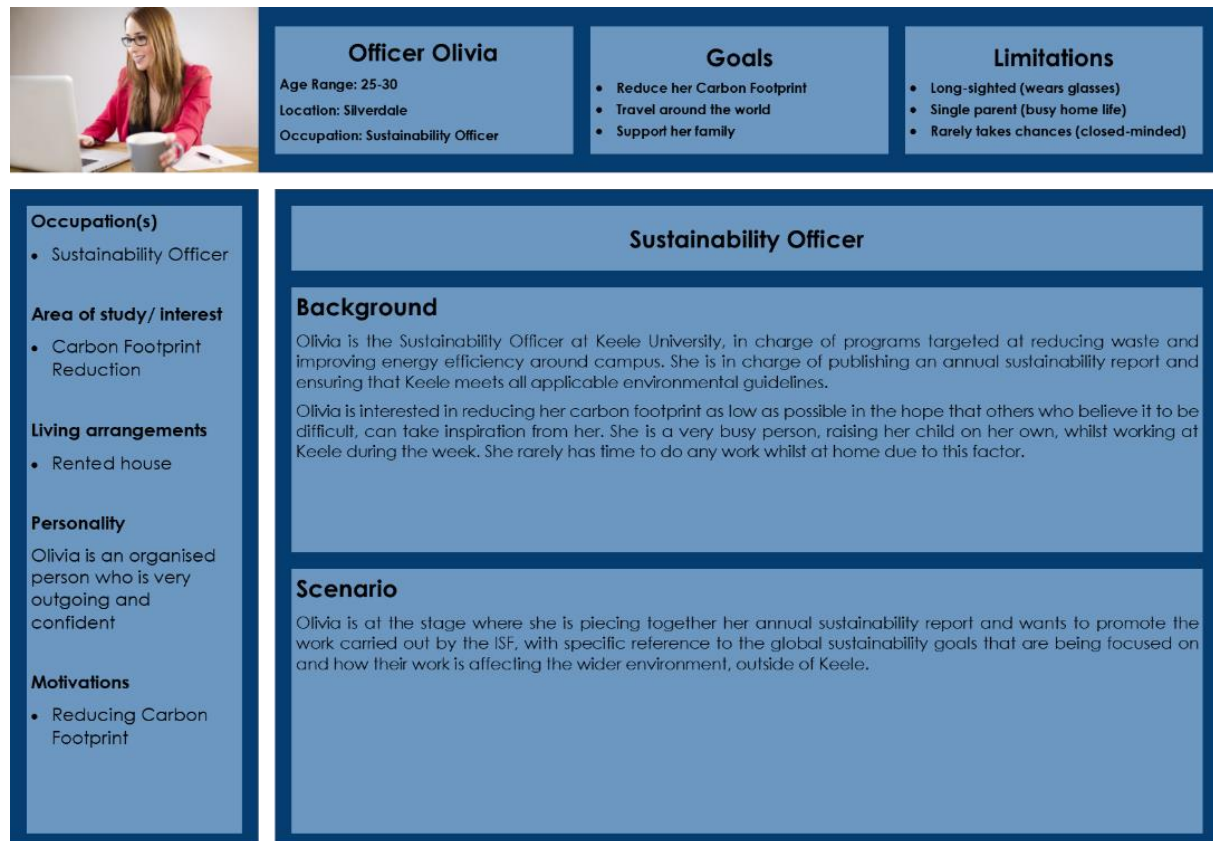 Officer Olivia
Age Range: 25-30
Location: Silverdale
Occupation: Sustainability Officer
Goals
• Reduce her Carbon Footprint
• Travel around the world
• Support her family
Limitations
• Long-sighted (wears glasses)
• Single parent (busy home life)
• Rarely takes chances (closed-minded)
Occupation(s)
• Sustainability Officer
Area of study/ interest
• Carbon Footprint
Reduction
Living arrangements
• Rented house
Personality
Olivia is an organised
person who is very
outgoing and
confident
Motivations
• Reducing Carbon
Footprint
Sustainability Officer
Background
Olivia is the Sustainability Officer at Keele University, in charge of programs targeted at reducing waste and
improving energy efficiency around campus. She is in charge of publishing an annual sustainability report and
ensuring that Keele meets all applicable environmental guidelines.
Olivia is interested in reducing her carbon footprint as low as possible in the hope that others who believe it to be
difficult, can take inspiration from her. She is a very busy person, raising her child on her own, whilst working at
Keele during the week. She rarely has time to do any work whilst at home due to this factor.
Scenario
Olivia is at the stage where she is piecing together her annual sustainability report and wants to promote the
work carried out by the ISF, with specific reference to the global sustainability goals that are being focused on
and how their work is affecting the wider environment, outside of Keele.